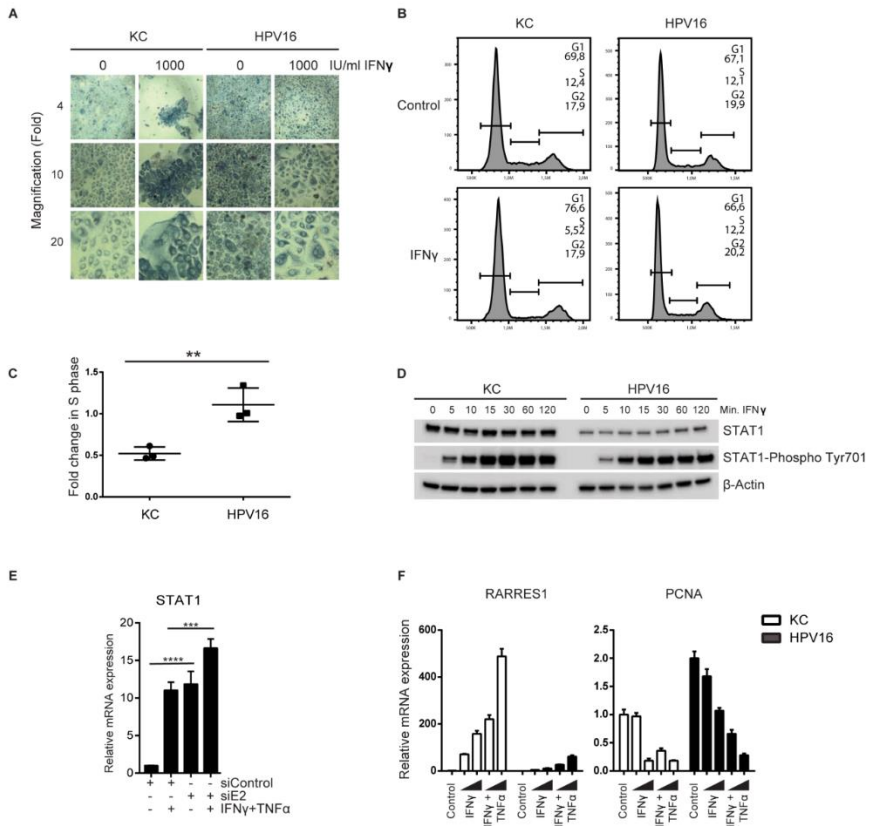 A
KC HPV16
0 1000 0 1000 IU/ml IFNγ
Magnification (Fold)
4
10
20
B
KC HPV16
Control
G1
69,8
S
12,4
G2
17,9
G1
67,1
S
12,1
G2
19,9
IFNγ
G1
76,6
S
5,52
G2
17,9
G1
66,6
S
12,2
G2
20,2
C
**
Fold change in S phase
1.5
1.0
0.5
0.0
KC HPV16
D
KC HPV16
0 5 10 15 30 60 120 0 5 10 15 30 60 120 Min. IFNγ
STAT1
STAT1-Phospho Tyr701
β-Actin
E
STAT1
Relative mRNA expression
20
15
10
5
0
***
****
+ + - - siControl
- - + + siE2
- + - + IFNγ+TNFα
F
RARRES1
Relative mRNA expression
600
400
200
0
Control
IFNγ
IFNγ +
TNFα
Control
IFNγ
IFNγ +
TNFα
PCNA
2.5
2.0
1.5
1.0
0.5
0.0
Control
IFNγ
IFNγ +
TNFα
Control
IFNγ
IFNγ +
TNFα
KC
HPV16